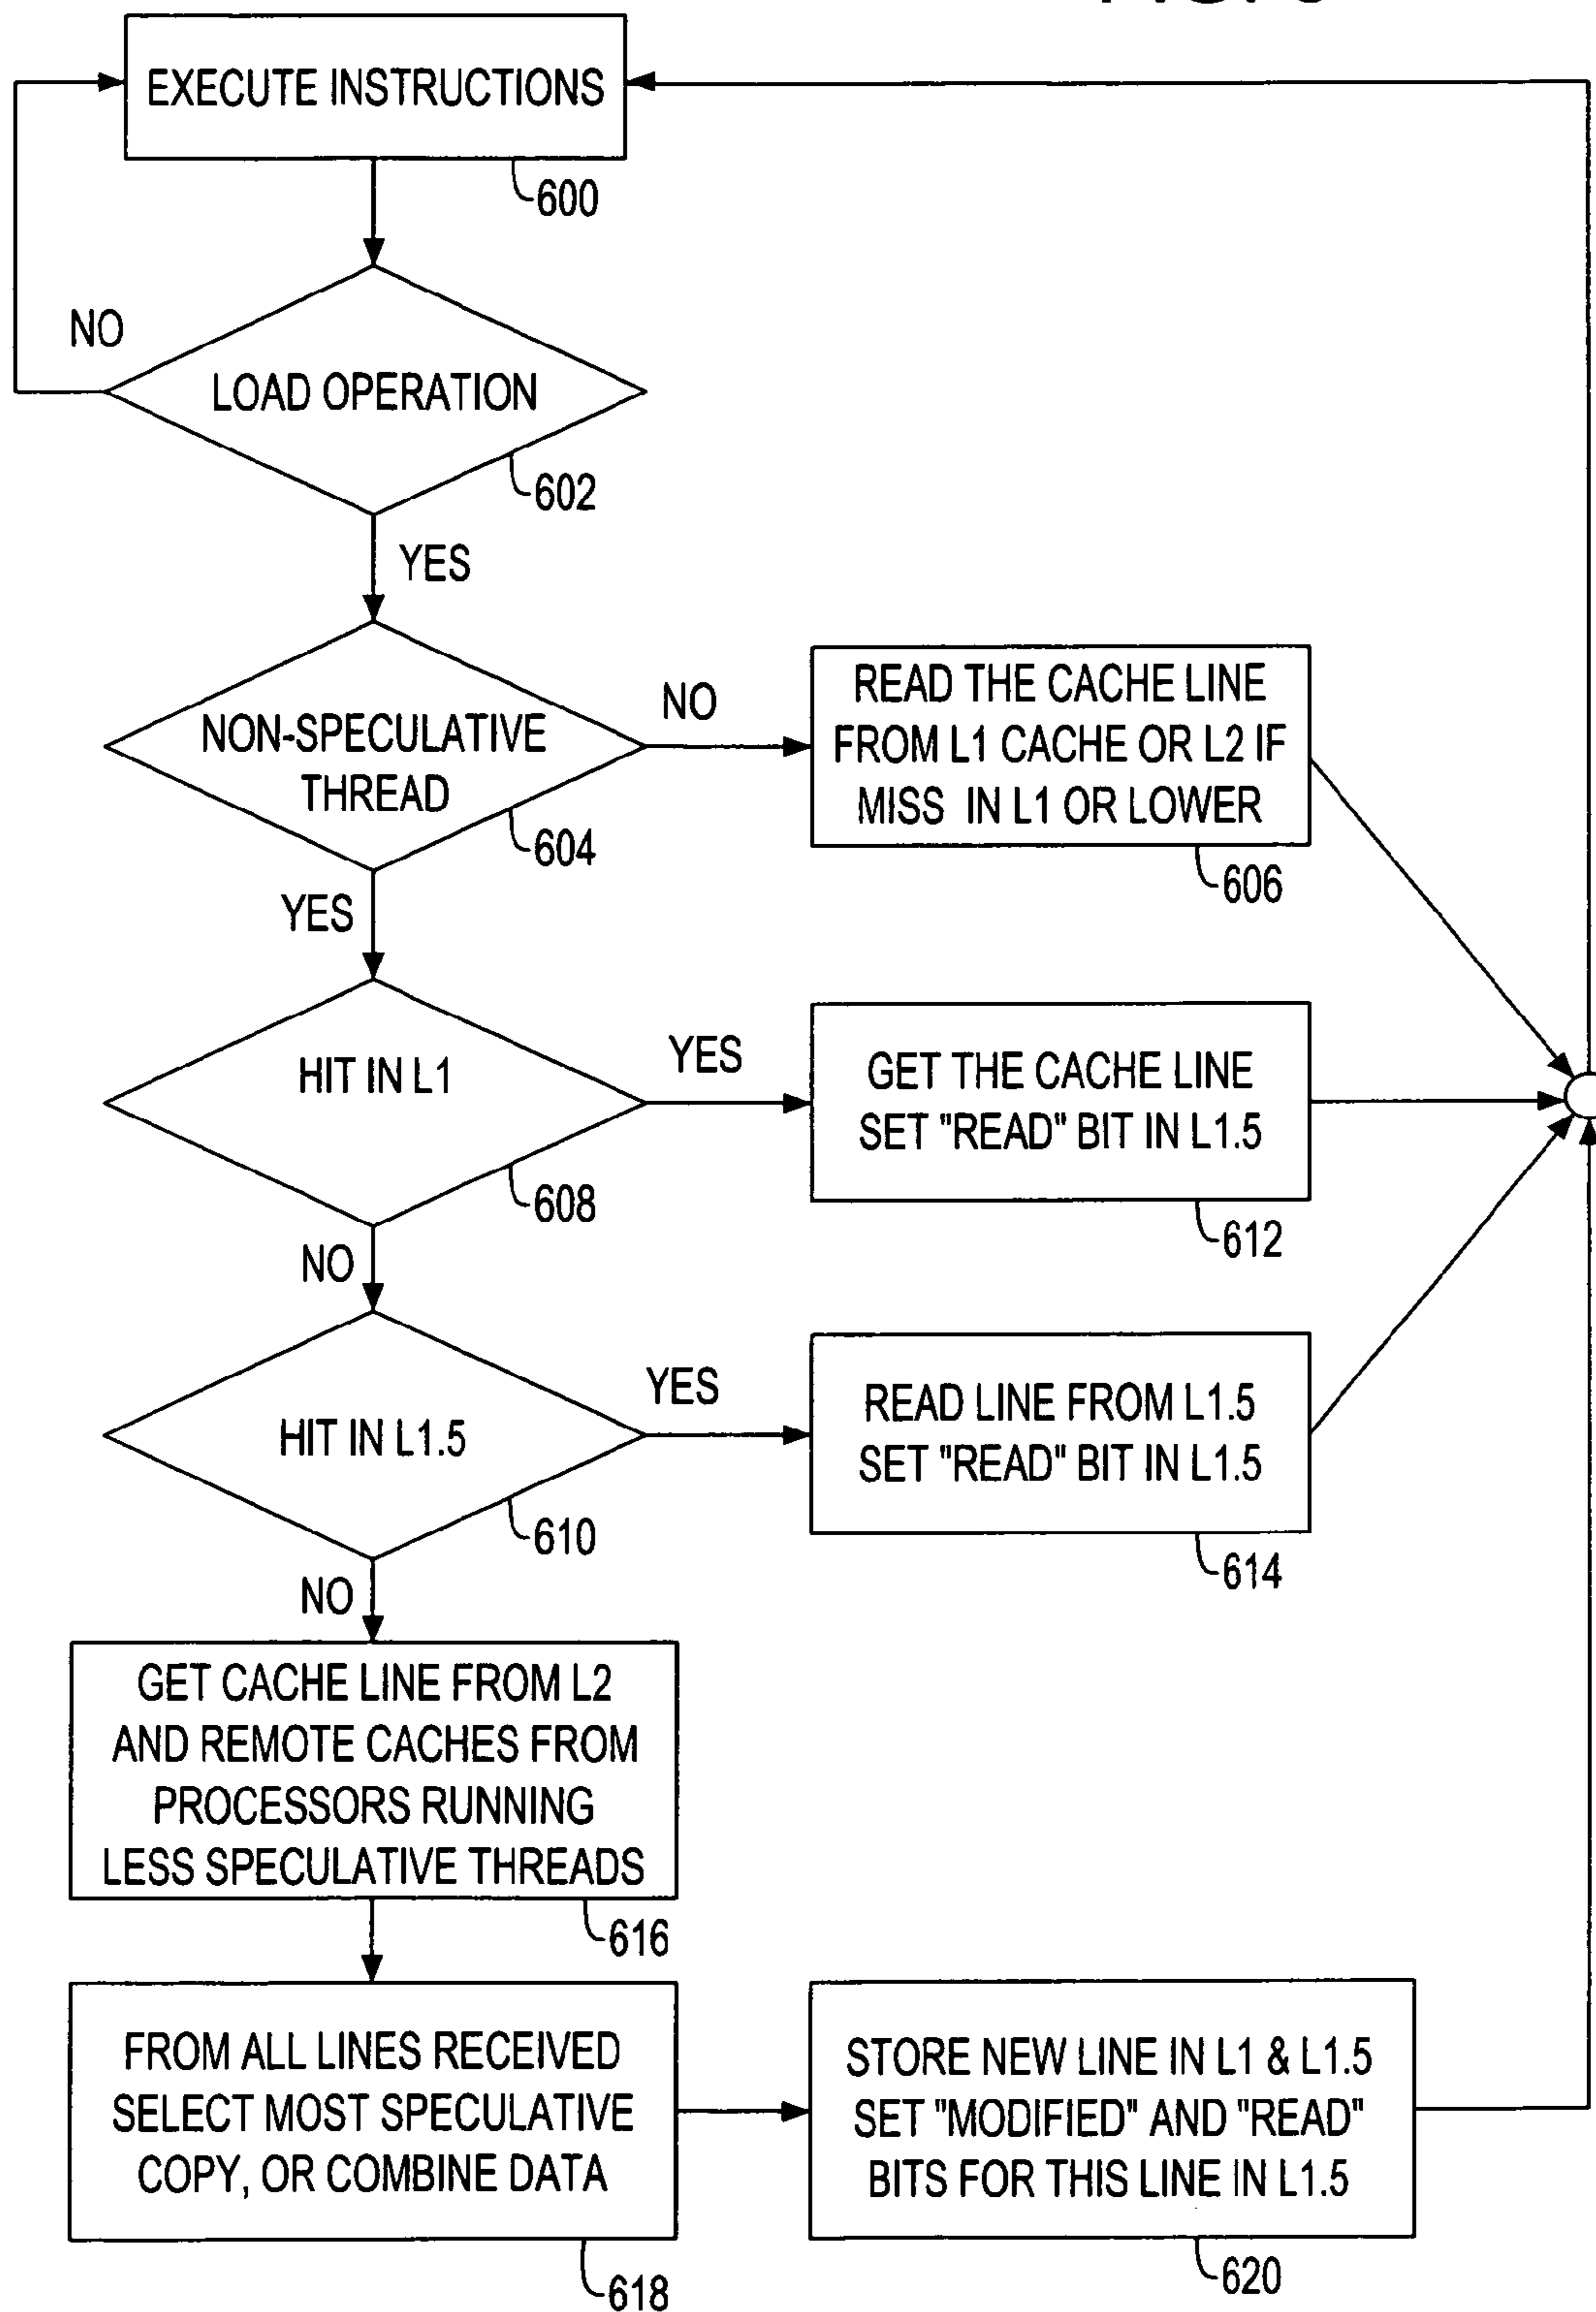 EXECUTE INSTRUCTIONS
600
NO
LOAD OPERATION
602
YES
NON-SPECULATIVE
THREAD
604
NO
READ THE CACHE LINE
FROM L1 CACHE OR L2 IF
MISS IN L1 OR LOWER
606
YES
HIT IN L1
608
YES
GET THE CACHE LINE
SET "READ" BIT IN L1.5
612
NO
HIT IN L1.5
610
YES
READ LINE FROM L1.5
SET "READ" BIT IN L1.5
614
NO
GET CACHE LINE FROM L2
AND REMOTE CACHES FROM
PROCESSORS RUNNING
LESS SPECULATIVE THREADS
616
FROM ALL LINES RECEIVED
SELECT MOST SPECULATIVE
COPY, OR COMBINE DATA
618
STORE NEW LINE IN L1 & L1.5
SET "MODIFIED" AND "READ"
BITS FOR THIS LINE IN L1.5
620